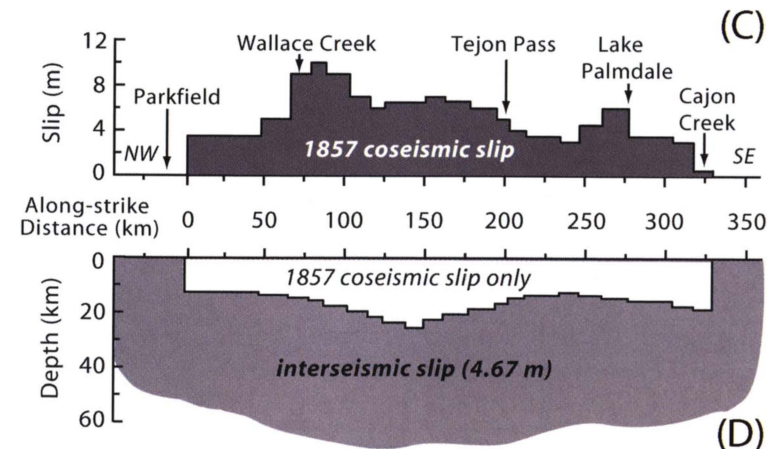 (C)
12
8
4
0
Slip (m)
Wallace Creek
Tejon Pass
Lake
Palmdale
Parkfield
Cajon
Creek
NW
1857 coseismic slip
SE
Along-strike
Distance (km)
0 50 100 150 200 250 300 350
0
20
40
60
Depth (km)
1857 coseismic slip only
interseismic slip (4.67 m)
(D)